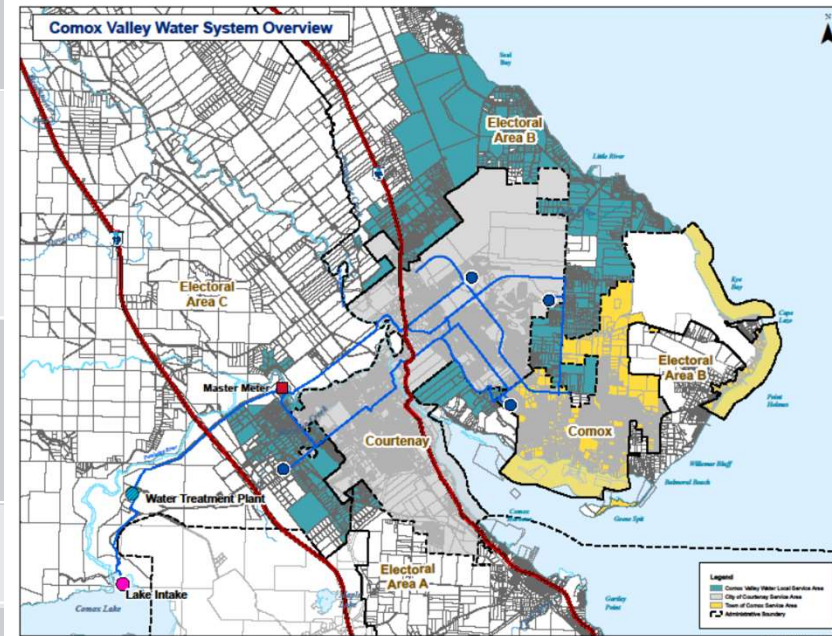 Comox Valley Water System Overview
N
Seal
Bay
Electoral
Area B
Little River
Electoral
Area C
Kye
Bay
Cape
Lazo
Electoral
Area B
Point
Holmes
Master Meter
Courtenay
Comox
Willemar Bluff
Balmoral Beach
Water Treatment Plant
Goose Spit
Comox
Harbour
Electoral
Area A
Lake Intake
Comox Lake
Gartley
Point
Legend
Comox Valley Water Local Service Area
City of Courtenay Service Area
Town of Comox Service Area
Administrative Boundary